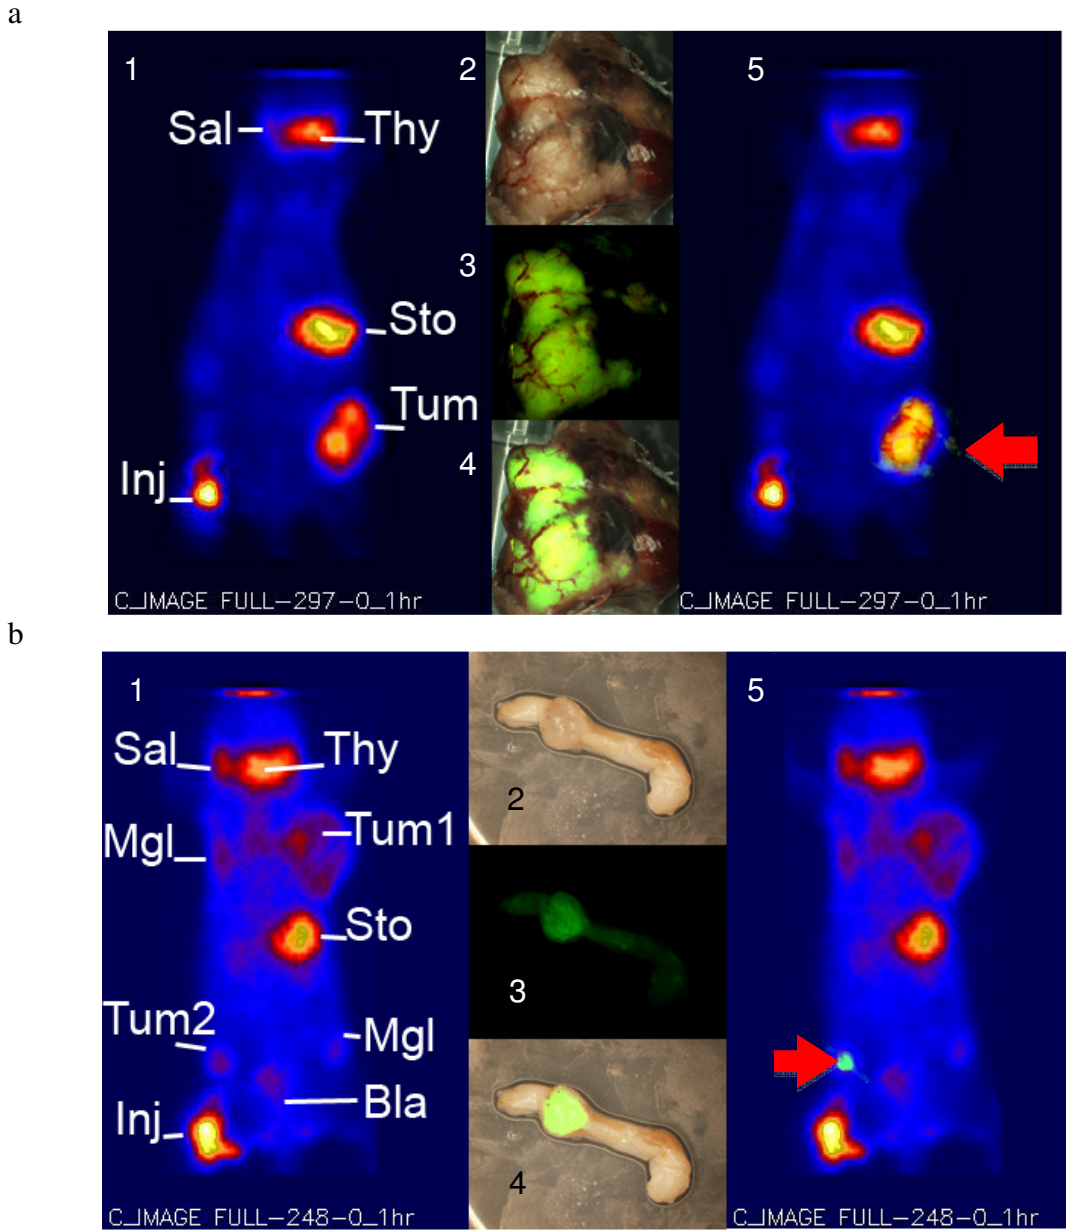 a
1
2
5
Sal
Thy
3
Sto
Tum
4
Inj
C_IMAGE FULL-297-0_1hr
C_IMAGE FULL-297-0_1hr
b
1
5
Sal
Thy
2
Tum1
Mgl
Sto
3
Tum2
Mgl
Bla
Inj
4
C_IMAGE FULL-248-0_1hr
C_IMAGE FULL-248-0_1hr